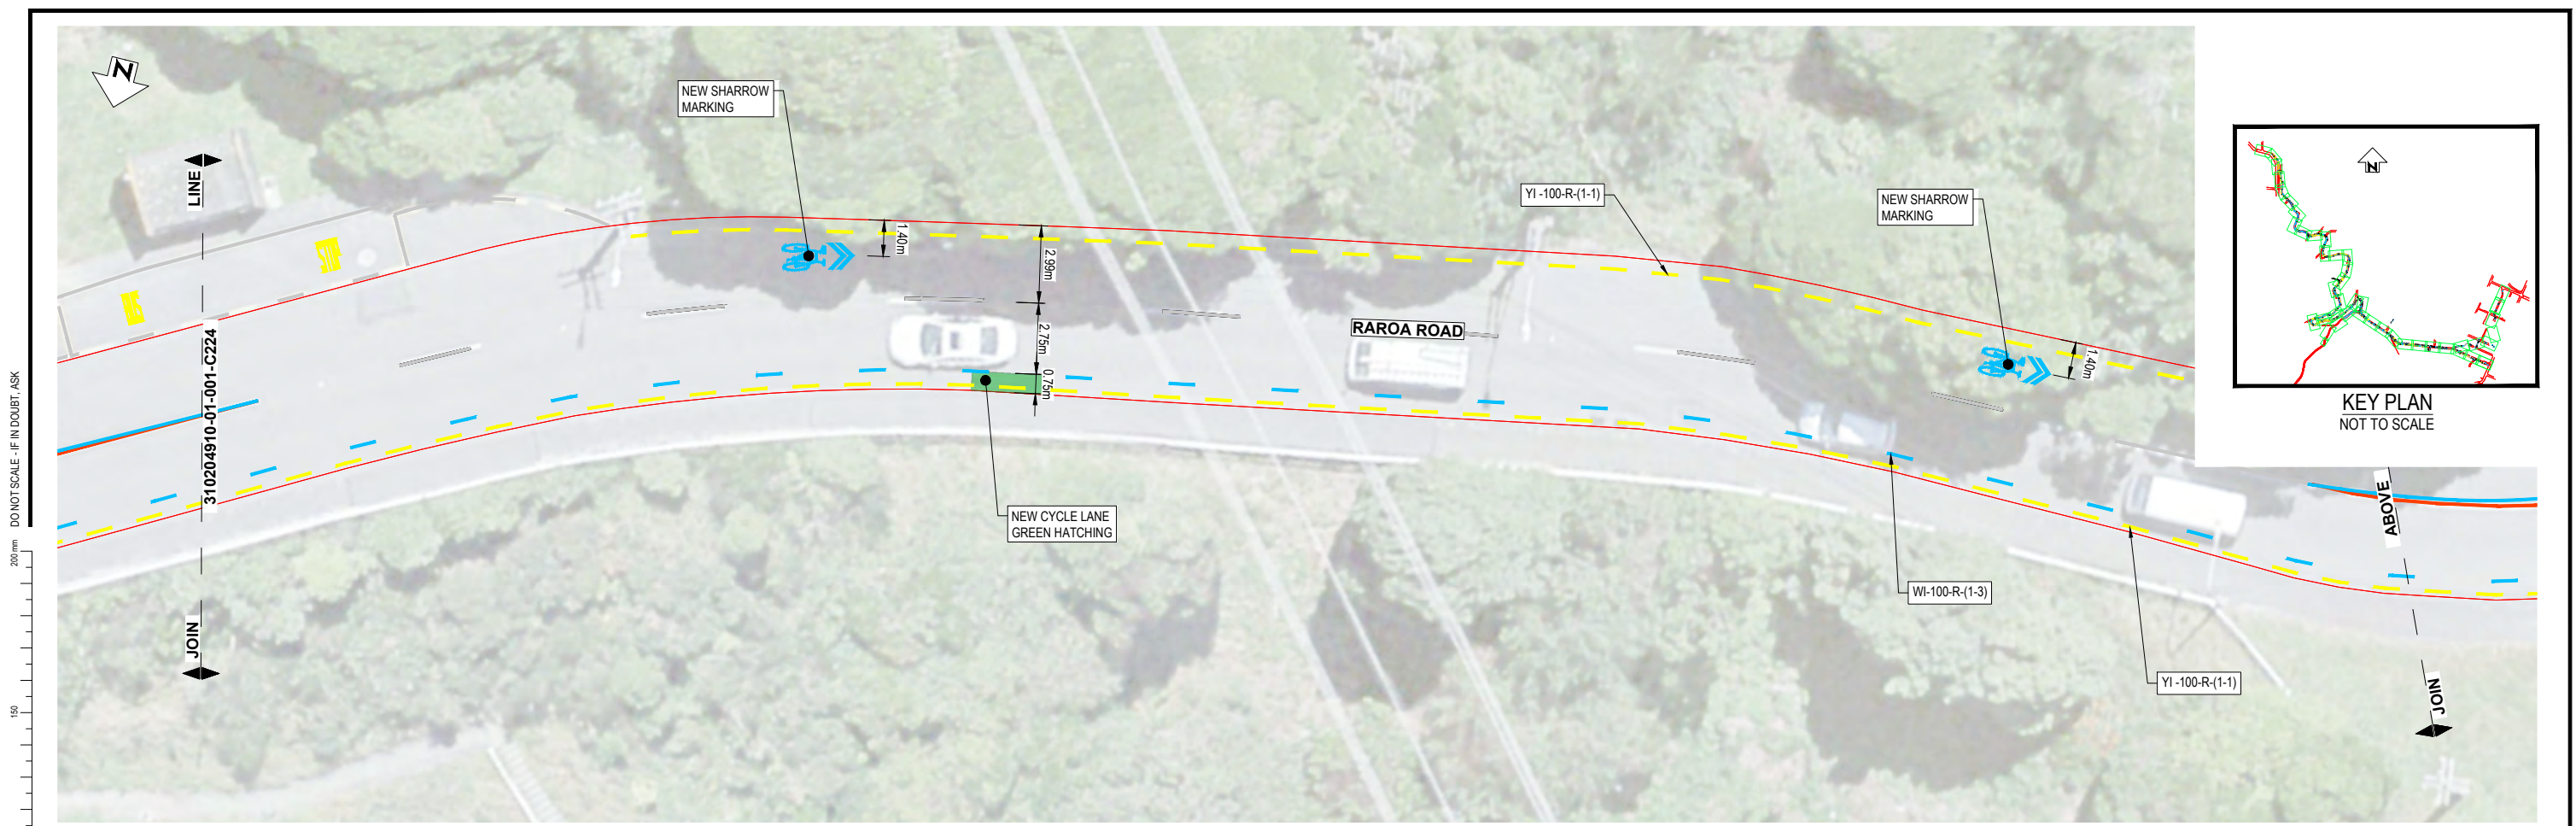 N
NEW SHARROW
MARKING
LINE
310204910-01-001-C224
JOIN
1.40m
2.99m
2.75m
0.75m
YI -100-R-(1-1)
RAROA ROAD
NEW SHARROW
MARKING
1.40m
NEW CYCLE LANE
GREEN HATCHING
WI-100-R-(1-3)
YI -100-R-(1-1)
ABOVE
JOIN
N
KEY PLAN
NOT TO SCALE
DO NOT SCALE - IF IN DOUBT, ASK
200 mm
150